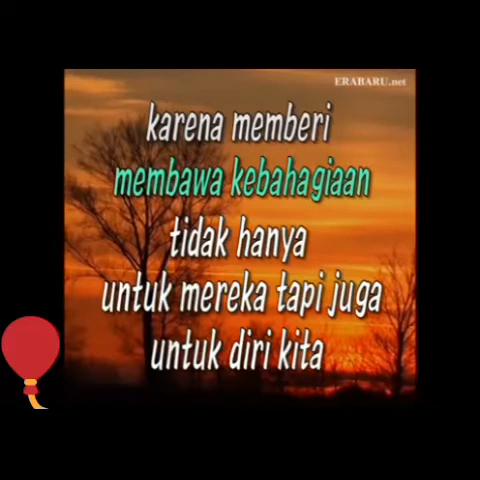 ERABARU.net
karena memberi
membawa kebahagiaan
tidak hanya
untuk mereka tapi juga
untuk diri kita